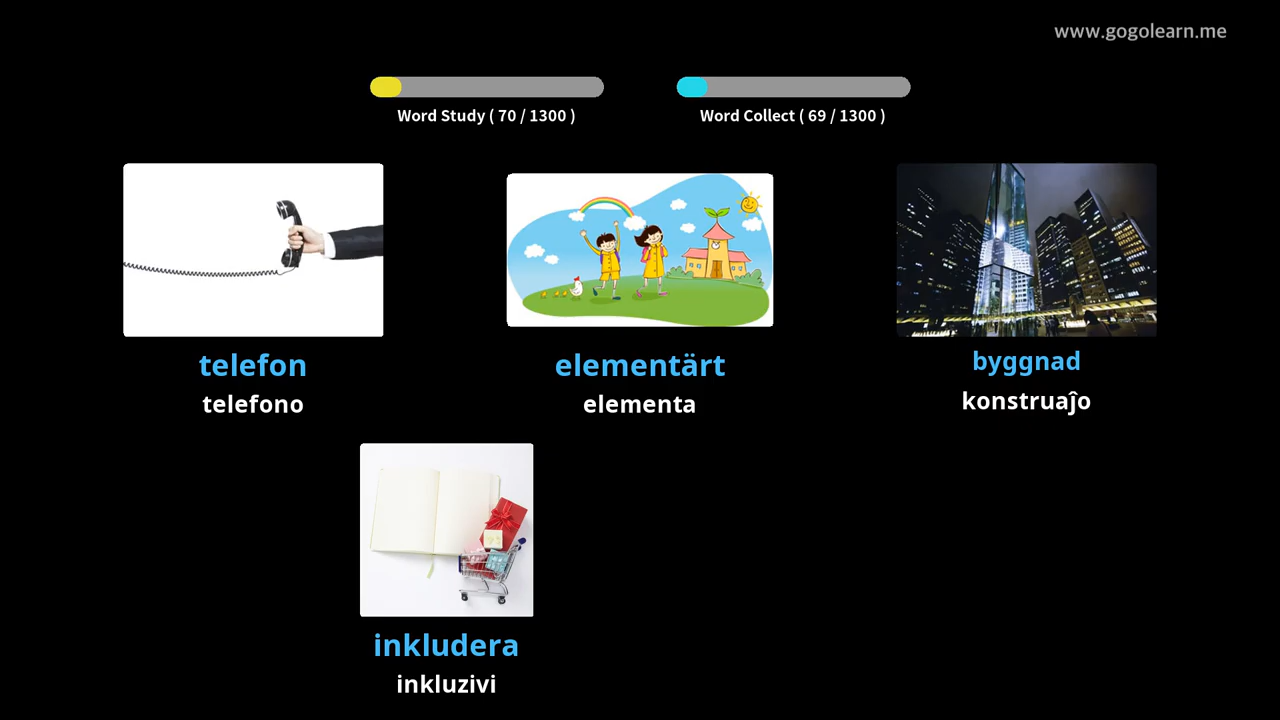 www.gogolearn.me
Word Study ( 70 / 1300 )
Word Collect ( 69 / 1300 )
telefon
telefono
elementärt
elementa
byggnad
konstruaĵo
inkludera
inkluzivi